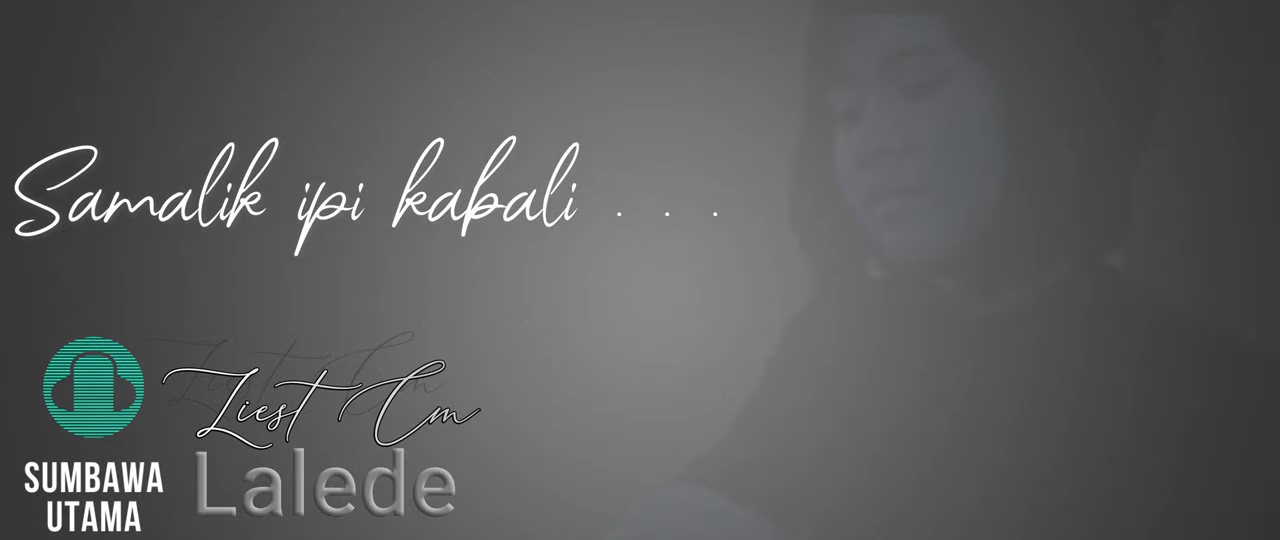 Samalik ipi kabali . . .
Liest Cm
Lalede
SUMBAWA
UTAMA